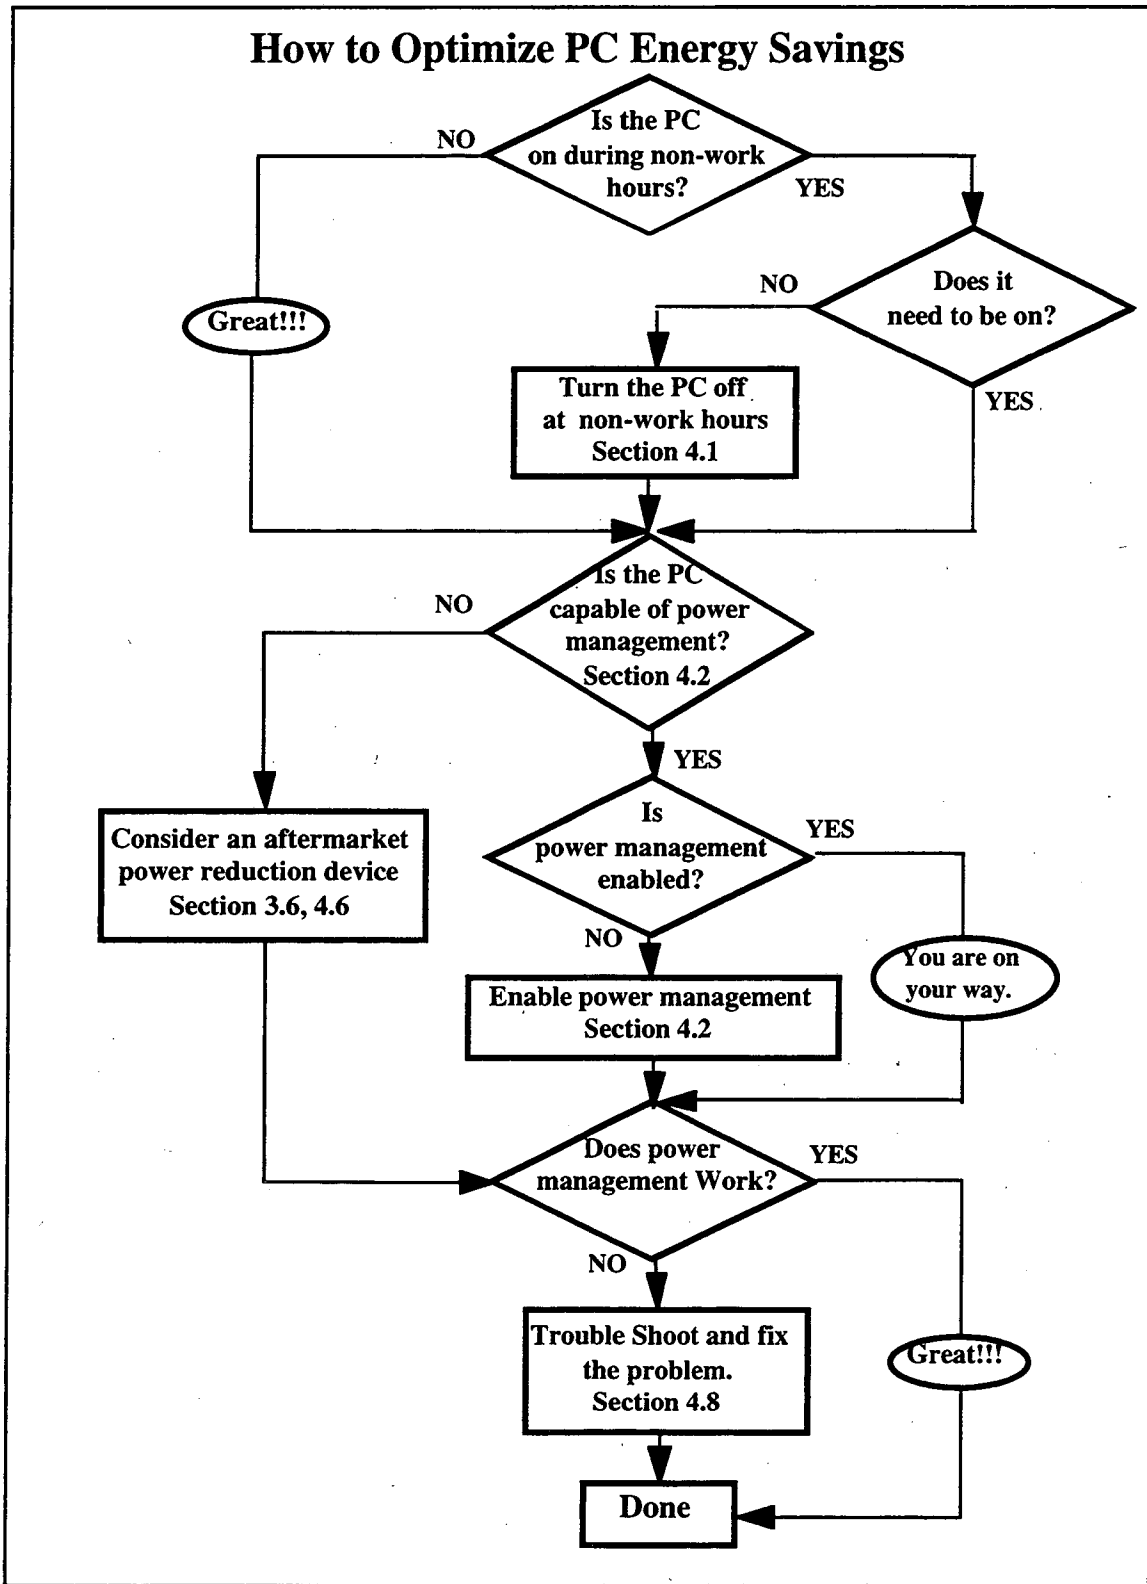 How to Optimize PC Energy Savings
Is the PC
on during non-work
hours?
NO
YES
Does it
need to be on?
NO
YES
Great!!!
Turn the PC off
at non-work hours
Section 4.1
Is the PC
capable of power
management?
Section 4.2
NO
YES
Consider an aftermarket
power reduction device
Section 3.6, 4.6
Is
power management
enabled?
YES
NO
You are on
your way.
Enable power management
Section 4.2
Does power
management Work?
YES
NO
Trouble Shoot and fix
the problem.
Section 4.8
Great!!!
Done